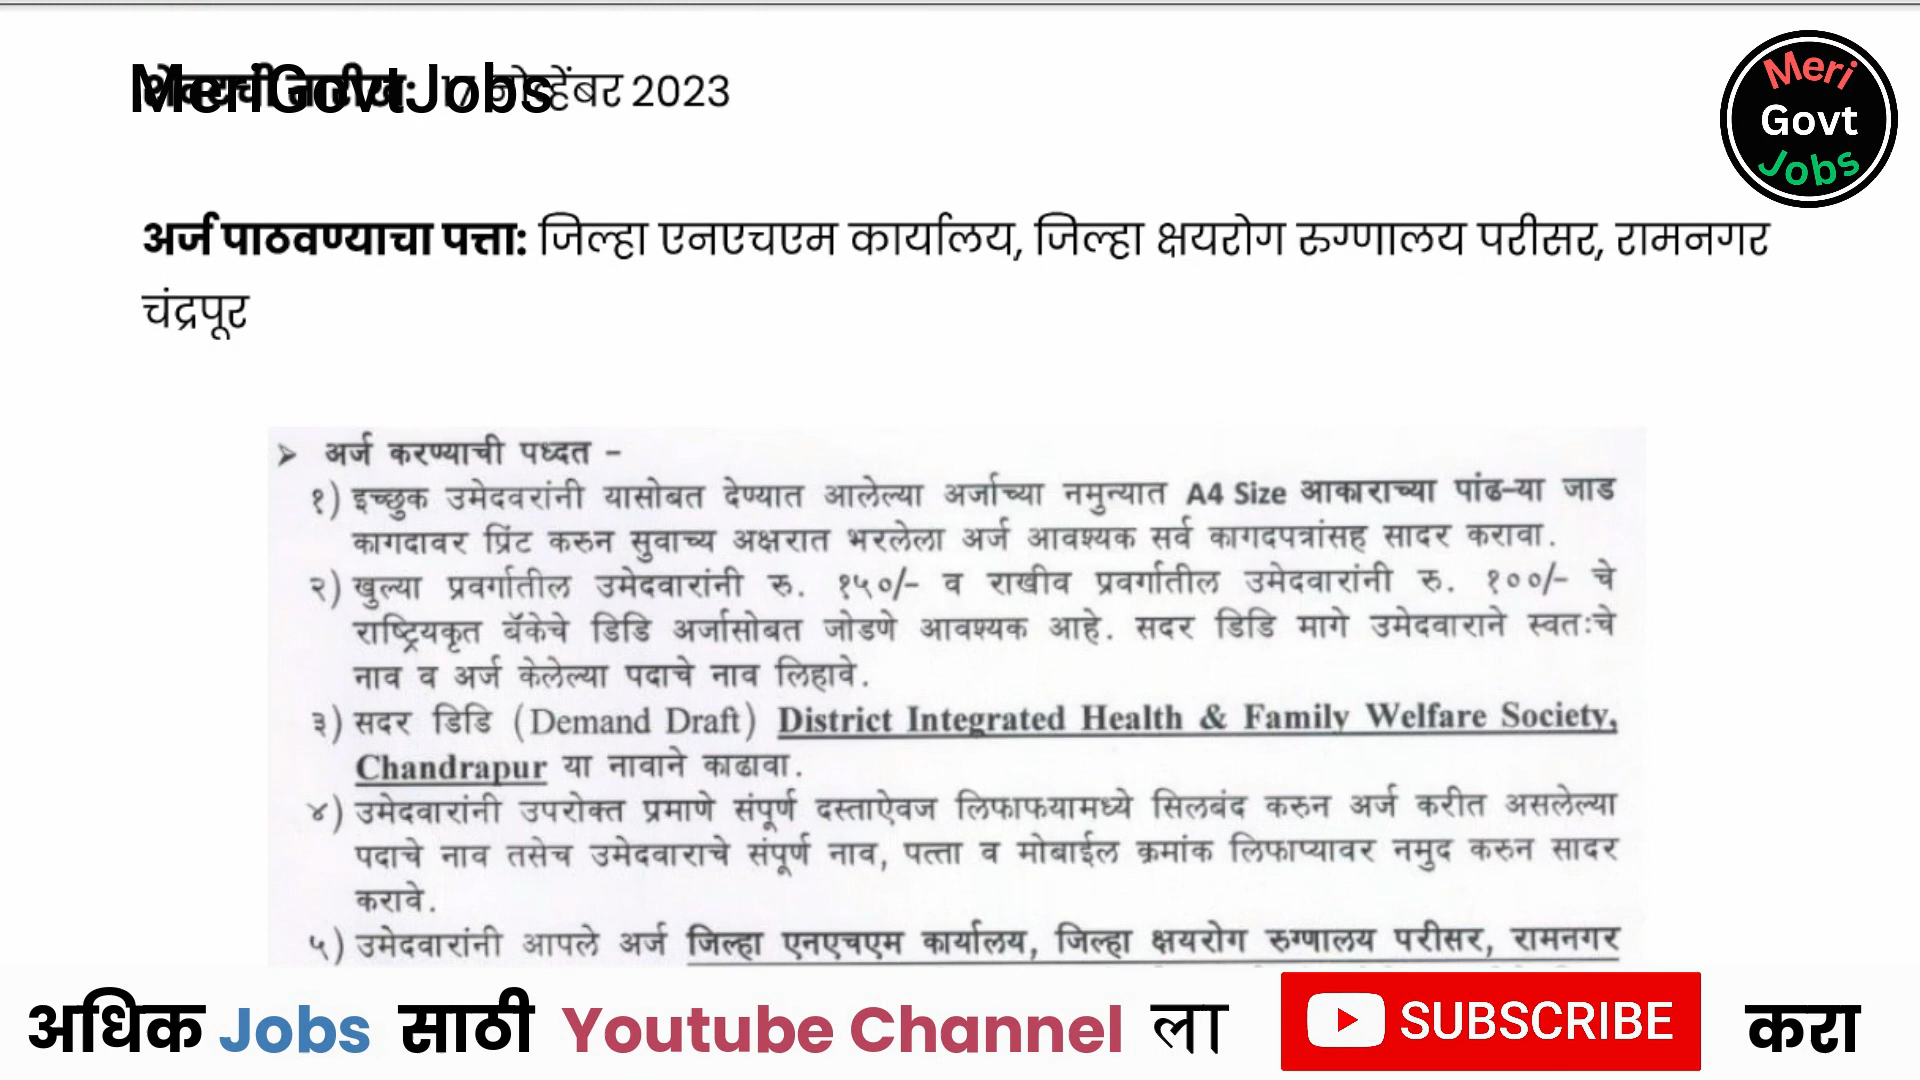 MeriGovtJobs
नोव्हेंबर 2023
Meri
Govt
Jobs
अर्ज पाठवण्याचा पत्ता: जिल्हा एनएचएम कार्यालय, जिल्हा क्षयरोग रुग्णालय परीसर, रामनगर
चंद्रपूर
➢ अर्ज करण्याची पध्दत –
१) इच्छुक उमेदवरांनी यासोबत देण्यात आलेल्या अर्जाच्या नमुन्यात A4 Size आकाराच्या पांढ-या जाड
कागदावर प्रिंट करुन सुवाच्य अक्षरात भरलेला अर्ज आवश्यक सर्व कागदपत्रांसह सादर करावा.
२) खुल्या प्रवर्गातील उमेदवारांनी रु. १५०/- व राखीव प्रवर्गातील उमेदवारांनी रु. १००/- चे
राष्ट्रियकृत बॅकेचे डिडि अर्जासोबत जोडणे आवश्यक आहे. सदर डिडि मागे उमेदवाराने स्वतःचे
नाव व अर्ज केलेल्या पदाचे नाव लिहावे.
३) सदर डिडि (Demand Draft) District Integrated Health & Family Welfare Society,
Chandrapur या नावाने काढावा.
४) उमेदवारांनी उपरोक्त प्रमाणे संपूर्ण दस्ताऐवज लिफाफयामध्ये सिलबंद करुन अर्ज करीत असलेल्या
पदाचे नाव तसेच उमेदवाराचे संपूर्ण नाव, पत्ता व मोबाईल क्रमांक लिफाप्यावर नमुद करुन सादर
करावे.
५) उमेदवारांनी आपले अर्ज जिल्हा एनएचएम कार्यालय, जिल्हा क्षयरोग रुग्णालय परीसर, रामनगर
अधिक Jobs साठी Youtube Channel ला SUBSCRIBE करा